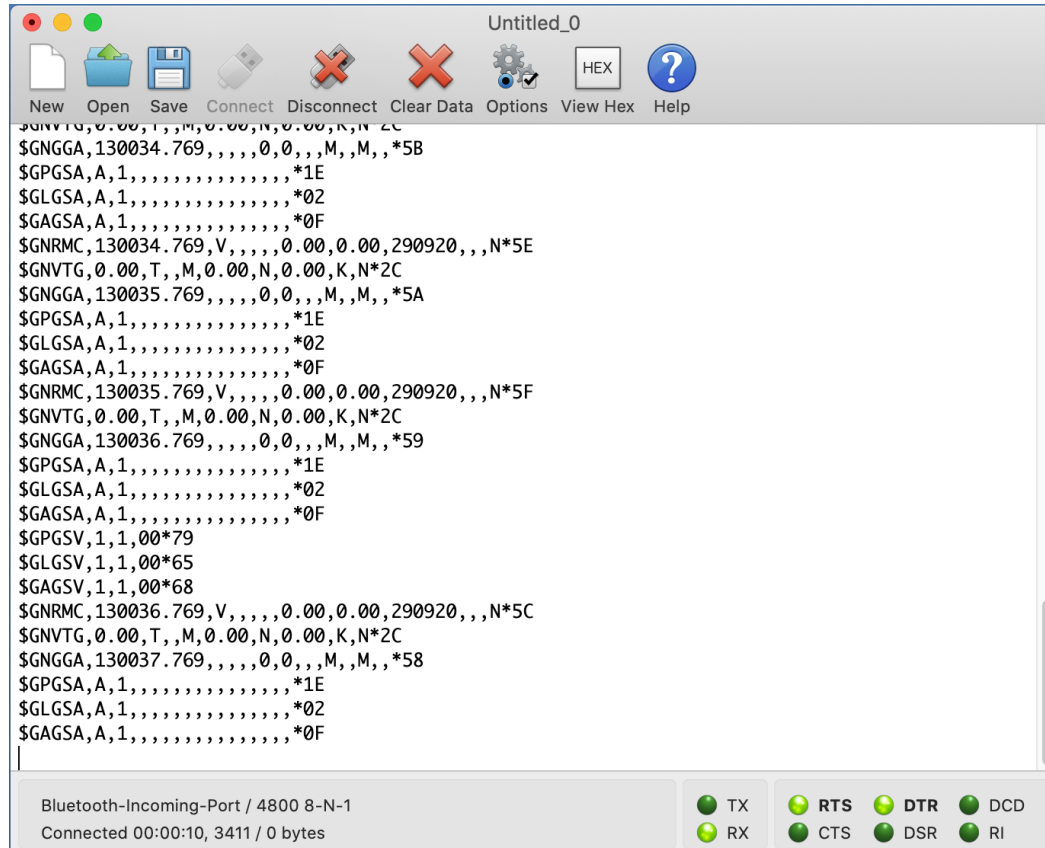 Untitled_0
New Open Save Connect Disconnect Clear Data Options View Hex Help
HEX
?
$GNVTG,0.00,T,,M,0.00,N,0.00,K,N*2C
$GNGGA,130034.769,,,,,0,0,,,M,,M,,*5B
$GPGSA,A,1,,,,,,,,,,,,,,,*1E
$GLGSA,A,1,,,,,,,,,,,,,,,*02
$GAGSA,A,1,,,,,,,,,,,,,,,*0F
$GNRMC,130034.769,V,,,,,0.00,0.00,290920,,,N*5E
$GNVTG,0.00,T,,M,0.00,N,0.00,K,N*2C
$GNGGA,130035.769,,,,,0,0,,,M,,M,,*5A
$GPGSA,A,1,,,,,,,,,,,,,,,*1E
$GLGSA,A,1,,,,,,,,,,,,,,,*02
$GAGSA,A,1,,,,,,,,,,,,,,,*0F
$GNRMC,130035.769,V,,,,,0.00,0.00,290920,,,N*5F
$GNVTG,0.00,T,,M,0.00,N,0.00,K,N*2C
$GNGGA,130036.769,,,,,0,0,,,M,,M,,*59
$GPGSA,A,1,,,,,,,,,,,,,,,*1E
$GLGSA,A,1,,,,,,,,,,,,,,,*02
$GAGSA,A,1,,,,,,,,,,,,,,,*0F
$GPGSV,1,1,00*79
$GLGSV,1,1,00*65
$GAGSV,1,1,00*68
$GNRMC,130036.769,V,,,,,0.00,0.00,290920,,,N*5C
$GNVTG,0.00,T,,M,0.00,N,0.00,K,N*2C
$GNGGA,130037.769,,,,,0,0,,,M,,M,,*58
$GPGSA,A,1,,,,,,,,,,,,,,,*1E
$GLGSA,A,1,,,,,,,,,,,,,,,*02
$GAGSA,A,1,,,,,,,,,,,,,,,*0F
Bluetooth-Incoming-Port / 4800 8-N-1
Connected 00:00:10, 3411 / 0 bytes
TX RTS DTR DCD
RX CTS DSR RI